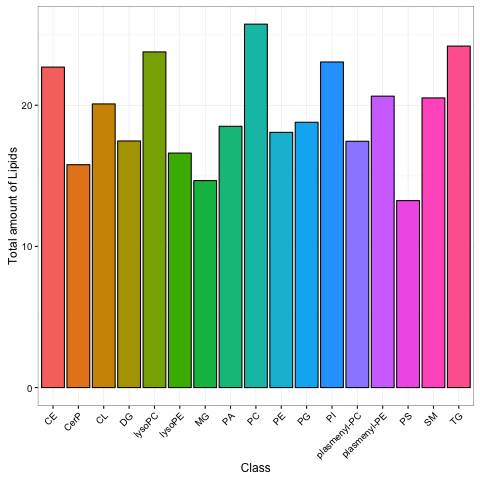 Total amount of Lipids
20
10
0
CE
CerP
CL
DG
lysoPC
lysoPE
MG
PA
PC
PE
PG
PI
plasmenyl-PC
plasmenyl-PE
PS
SM
TG
Class